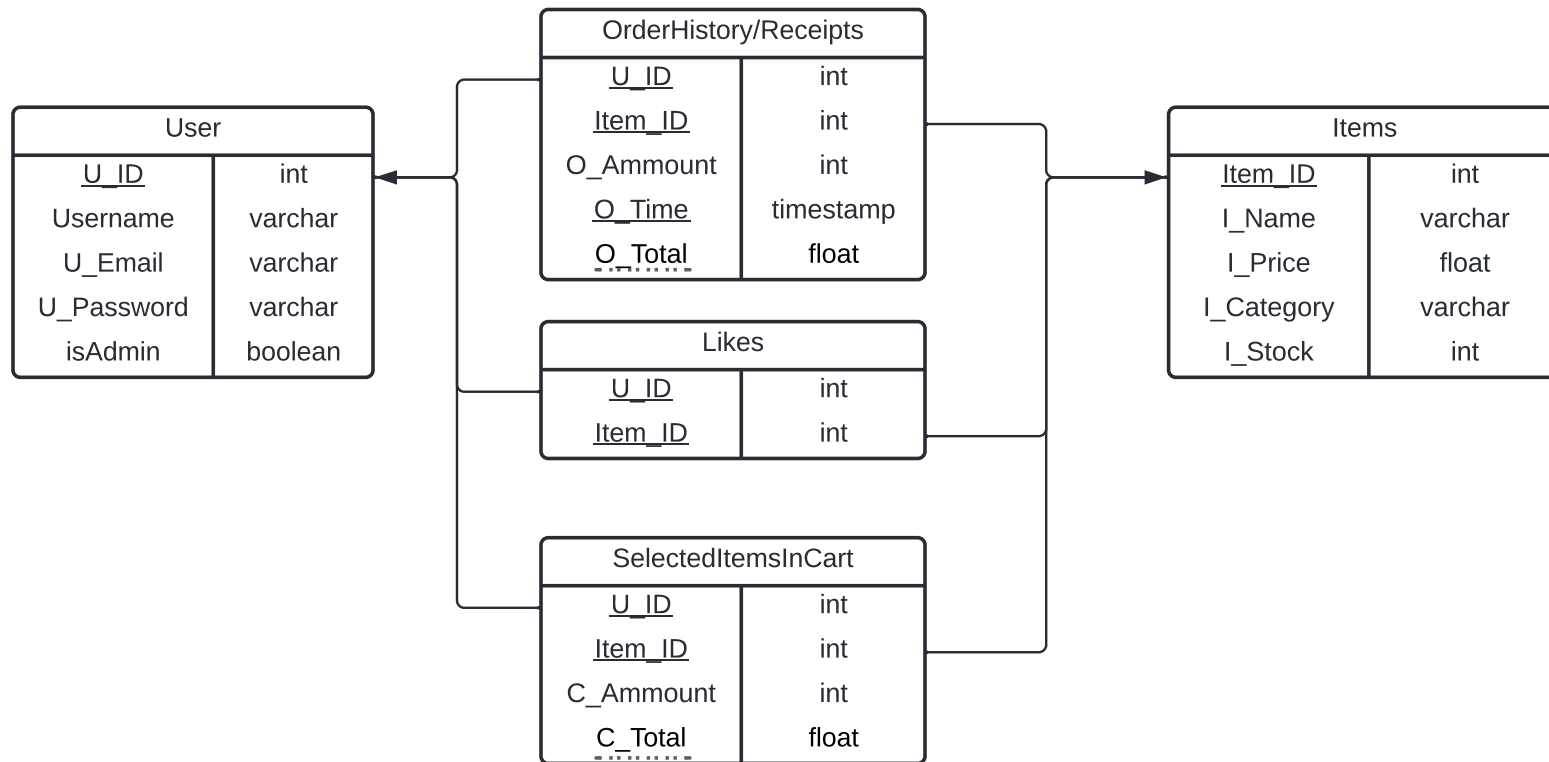 OrderHistory/Receipts
U_ID int
Item_ID int
O_Ammount int
O_Time timestamp
O_Total float
User
U_ID int
Username varchar
U_Email varchar
U_Password varchar
isAdmin boolean
Items
Item_ID int
I_Name varchar
I_Price float
I_Category varchar
I_Stock int
Likes
U_ID int
Item_ID int
SelectedItemsInCart
U_ID int
Item_ID int
C_Ammount int
C_Total float